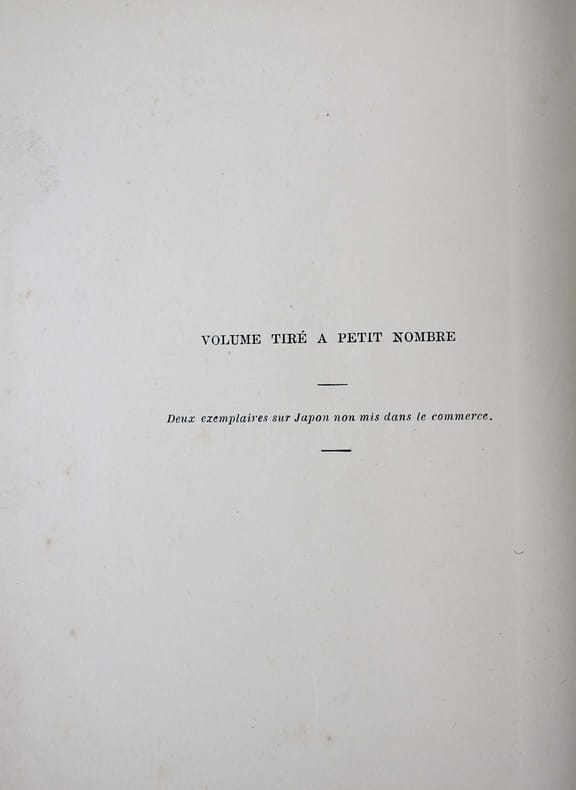 VOLUME TIRÉ A PETIT NOMBRE
Deux exemplaires sur Japon non mis dans le commerce.